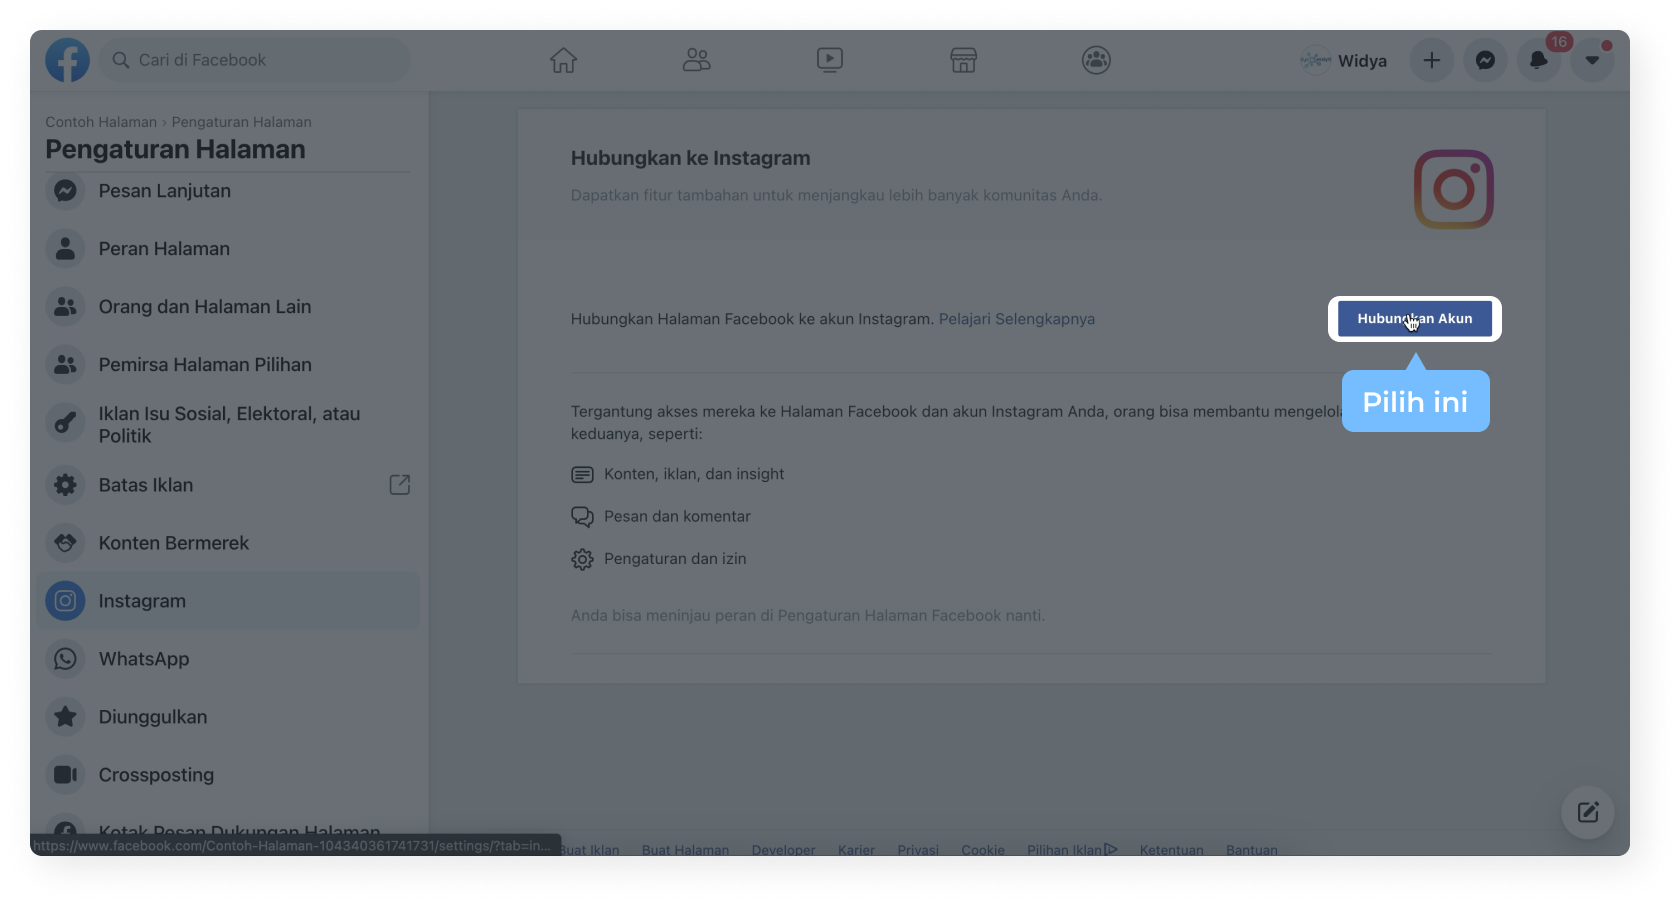 Cari di Facebook
Widya
16
Contoh Halaman › Pengaturan Halaman
Pengaturan Halaman
Pesan Lanjutan
Peran Halaman
Orang dan Halaman Lain
Pemirsa Halaman Pilihan
Iklan Isu Sosial, Elektoral, atau
Politik
Batas Iklan
Konten Bermerek
Instagram
WhatsApp
Diunggulkan
Crossposting
Kotak Pesan Dukungan Halaman
https://www.facebook.com/Contoh-Halaman-104340361741731/settings/?tab=in...
Hubungkan ke Instagram
Dapatkan fitur tambahan untuk menjangkau lebih banyak komunitas Anda.
Hubungkan Halaman Facebook ke akun Instagram. Pelajari Selengkapnya
Hubungkan Akun
Pilih ini
Tergantung akses mereka ke Halaman Facebook dan akun Instagram Anda, orang bisa membantu mengelola
keduanya, seperti:
Konten, iklan, dan insight
Pesan dan komentar
Pengaturan dan izin
Anda bisa meninjau peran di Pengaturan Halaman Facebook nanti.
Buat Iklan Buat Halaman Developer Karier Privasi Cookie Pilihan Iklan Ketentuan Bantuan